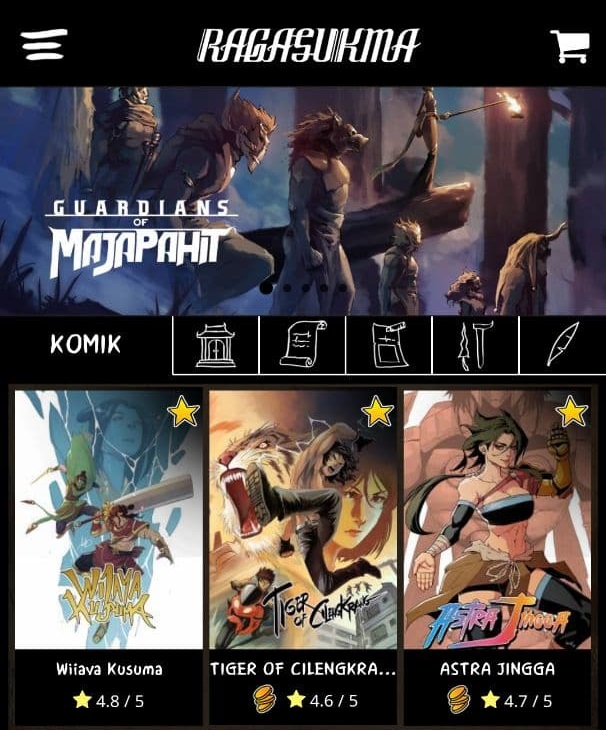 RAGASUKMA
GUARDIANS
OF
MAJAPAHIT
KOMIK
WIJAYA
KUSUMA
TIGER
OF CILENGKRANG
ASTRA JINGGA
Wijaya Kusuma
TIGER OF CILENGKRA...
ASTRA JINGGA
4.8 / 5
4.6 / 5
4.7 / 5